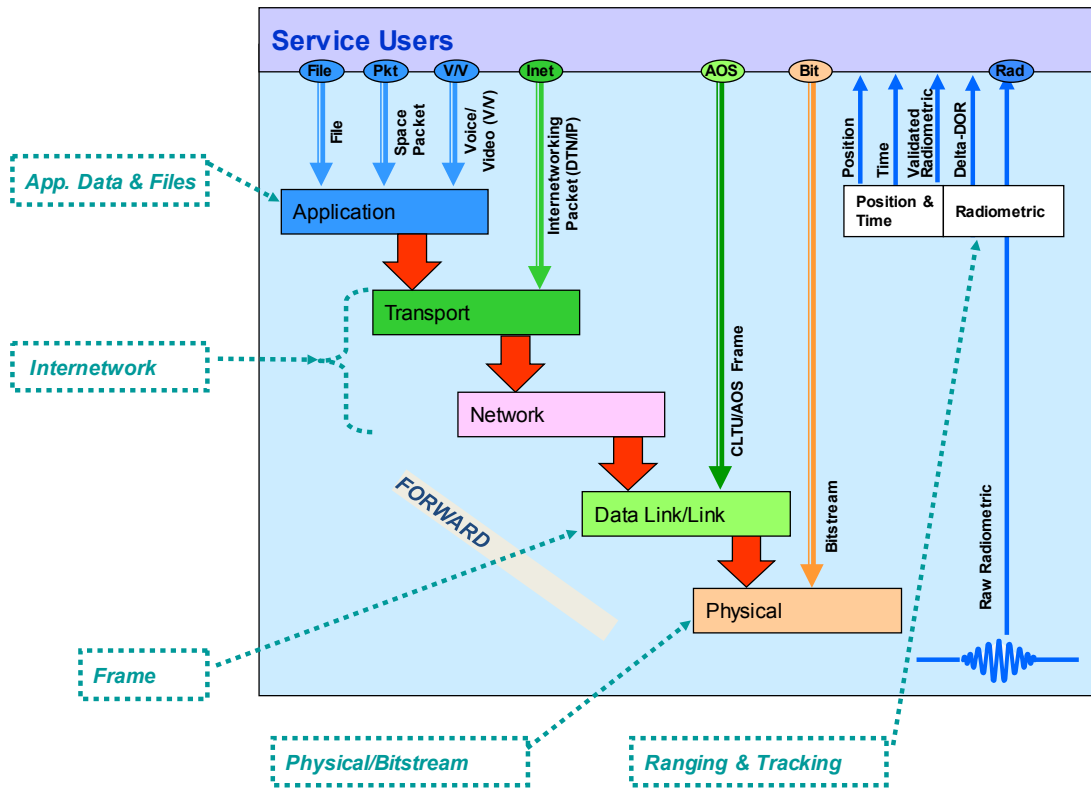 Service Users
File
Pkt
V/V
Inet
AOS
Bit
Rad
File
Space
Packet
Voice/
Video (V/V)
Internetworking
Packet (DTN/IP)
CLTU/AOS Frame
Bitstream
Position
Time
Validated
Radiometric
Delta-DOR
Raw Radiometric
App. Data & Files
Application
Position &
Time
Radiometric
Transport
Internetwork
Network
FORWARD
Data Link/Link
Physical
Frame
Physical/Bitstream
Ranging & Tracking